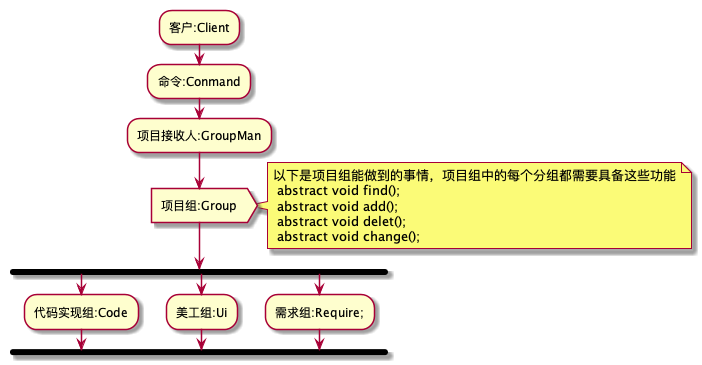 客户:Client
命令:Conmand
项目接收人:GroupMan
以下是项目组能做到的事情，项目组中的每个分组都需要具备这些功能
abstract void find();
abstract void add();
abstract void delet();
abstract void change();
项目组:Group
代码实现组:Code
美工组:Ui
需求组:Require;